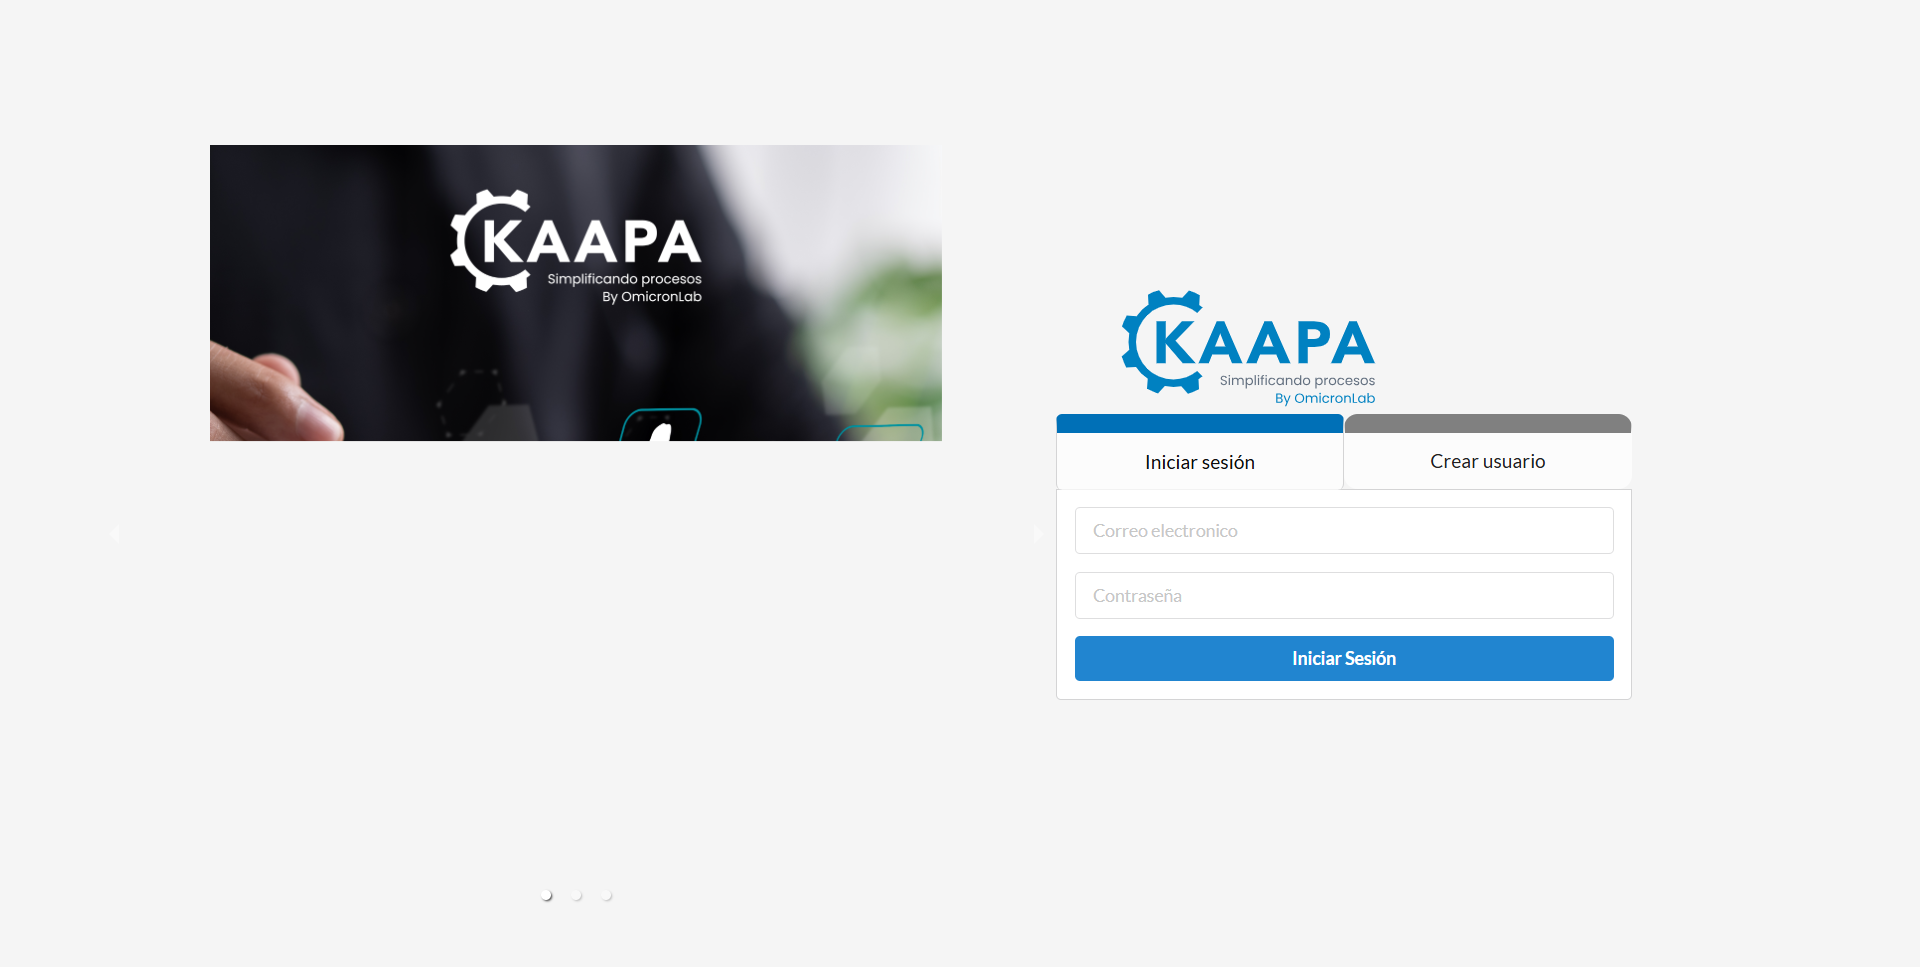 KAAPA
Simplificando procesos
By OmicronLab
KAAPA
Simplificando procesos
By OmicronLab
Iniciar sesión
Crear usuario
Correo electronico
Contraseña
Iniciar Sesión